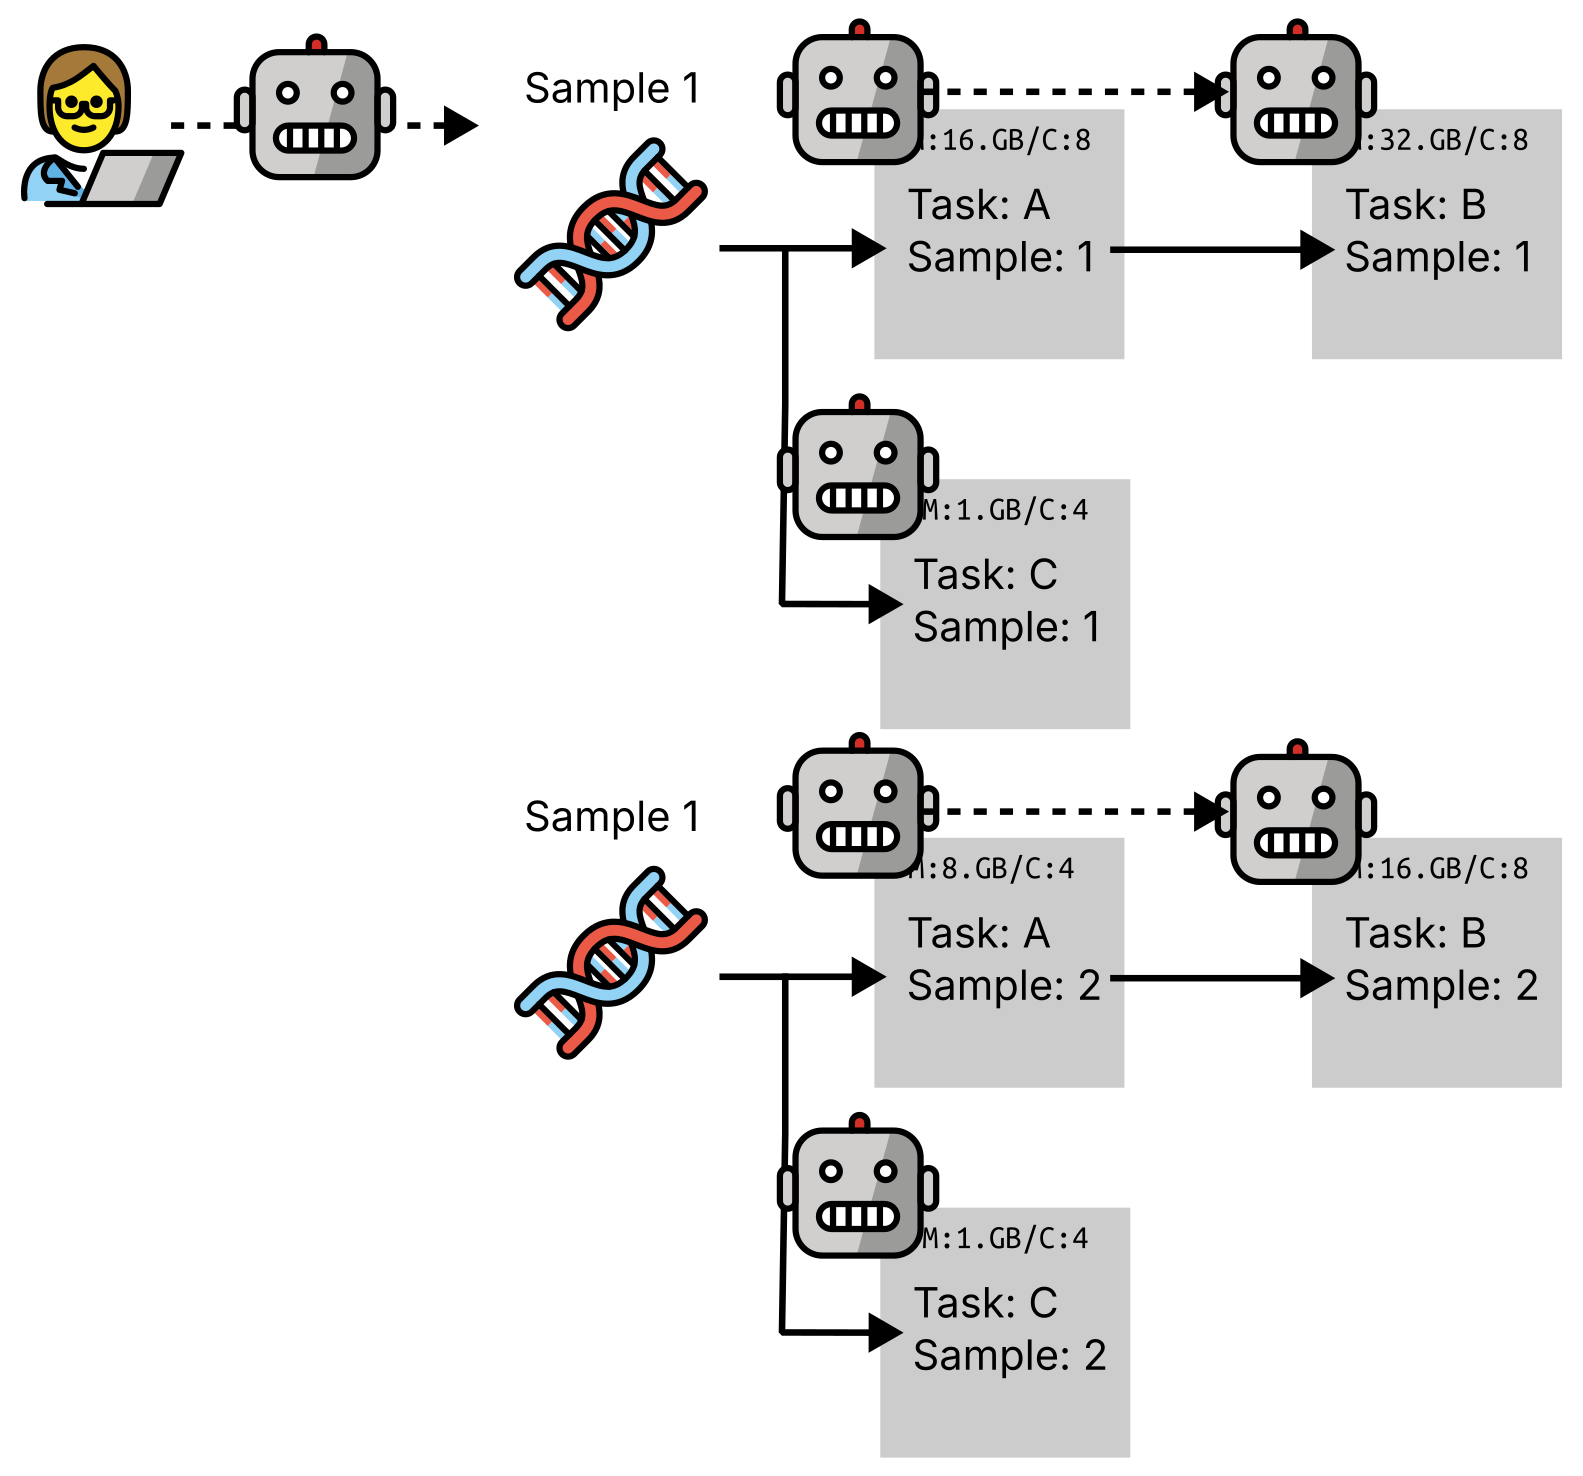 Sample 1
:16.GB/C:8
Task: A
Sample: 1
:32.GB/C:8
Task: B
Sample: 1
M:1.GB/C:4
Task: C
Sample: 1
Sample 1
M:8.GB/C:4
Task: A
Sample: 2
:16.GB/C:8
Task: B
Sample: 2
M:1.GB/C:4
Task: C
Sample: 2